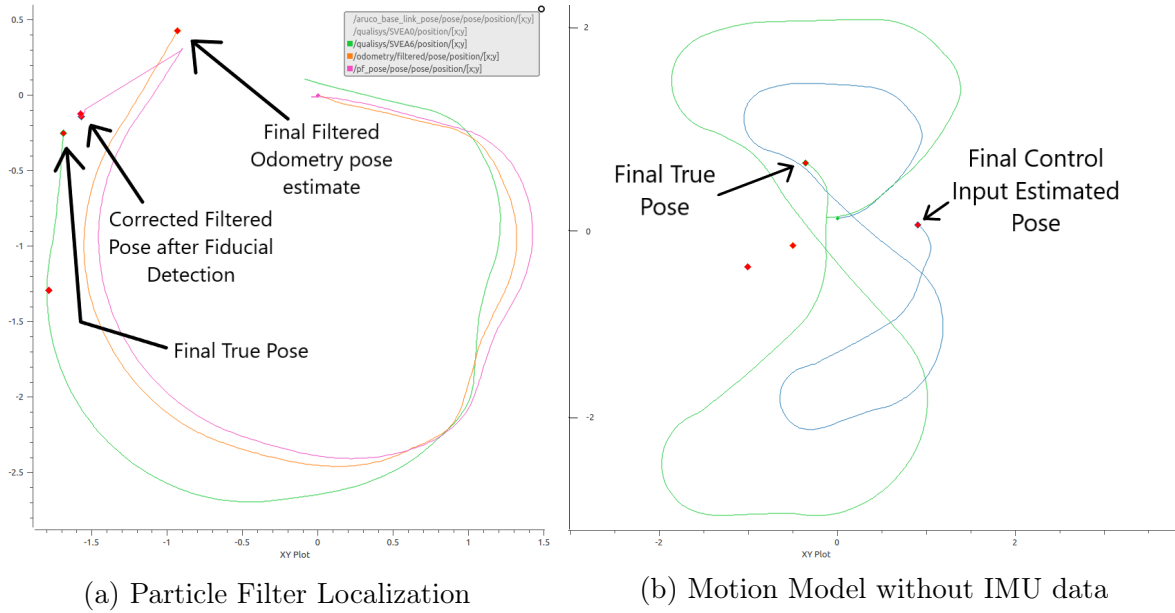 0.5
0
-0.5
-1
-1.5
-2
-2.5
-1.5
-1
-0.5
0
0.5
1
1.5
XY Plot
/aruco_base_link_pose/pose/pose/position/[x;y]
/qualisys/SVEA0/position/[x;y]
/qualisys/SVEA6/position/[x;y]
/odometry/filtered/pose/position/[x;y]
/pf_pose/pose/pose/position/[x;y]
Final Filtered
Odometry pose
estimate
Corrected Filtered
Pose after Fiducial
Detection
Final True Pose
(a) Particle Filter Localization
2
0
-2
-2
0
2
XY Plot
Final True
Pose
Final Control
Input Estimated
Pose
(b) Motion Model without IMU data